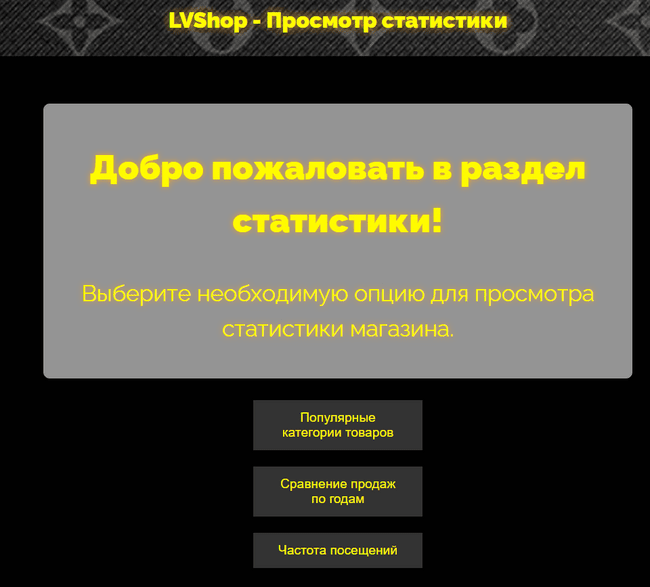 LVShop - Просмотр статистики
Добро пожаловать в раздел
статистики!
Выберите необходимую опцию для просмотра
статистики магазина.
Популярные
категории товаров
Сравнение продаж
по годам
Частота посещений